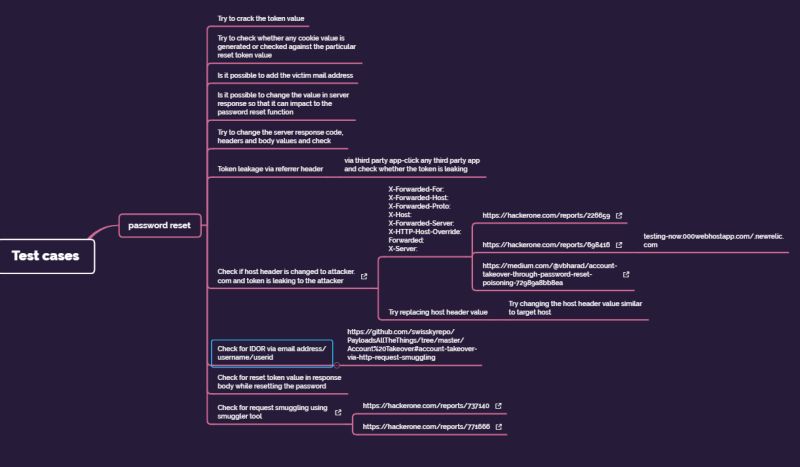 Try to crack the token value
Try to check whether any cookie value is
generated or checked against the particular
reset token value
Is it possible to add the victim mail address
Is it possible to change the value in server
response so that it can impact to the
password reset function
Try to change the server response code,
headers and body values and check
Token leakage via referrer header
via third party app-click any third party app
and check whether the token is leaking
Test cases
password reset
Check if host header is changed to attacker.
com and token is leaking to the attacker
X-Forwarded-For:
X-Forwarded-Host:
X-Forwarded-Proto:
X-Host:
X-Forwarded-Server:
X-HTTP-Host-Override:
Forwarded:
X-Server:
https://hackerone.com/reports/226659
https://hackerone.com/reports/698416
testing-now.000webhostapp.com/.newrelic.
com
https://medium.com/@vbharad/account-
takeover-through-password-reset-
poisoning-72989a8bb8ea
Try replacing host header value
Try changing the host header value similar
to target host
Check for IDOR via email address/
username/userid
https://github.com/swisskyrepo/
PayloadsAllTheThings/tree/master/
Account%20Takeover#account-takeover-
via-http-request-smuggling
Check for reset token value in response
body while resetting the password
Check for request smuggling using
smuggler tool
https://hackerone.com/reports/737140
https://hackerone.com/reports/771666